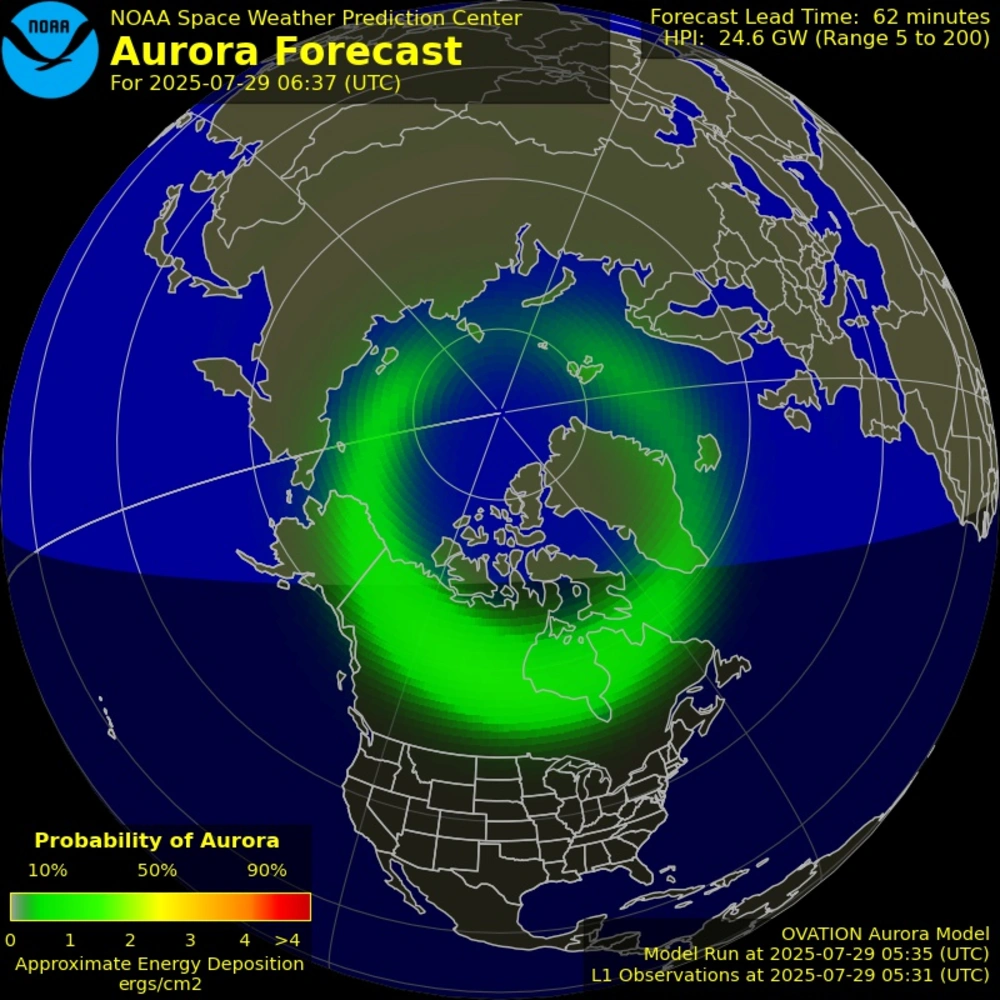 NOAA
NOAA Space Weather Prediction Center
Aurora Forecast
For 2025-07-29 06:37 (UTC)
Forecast Lead Time: 62 minutes
HPI: 24.6 GW (Range 5 to 200)
Probability of Aurora
10% 50% 90%
0 1 2 3 4 >4
Approximate Energy Deposition
ergs/cm2
OVATION Aurora Model
Model Run at 2025-07-29 05:35 (UTC)
L1 Observations at 2025-07-29 05:31 (UTC)